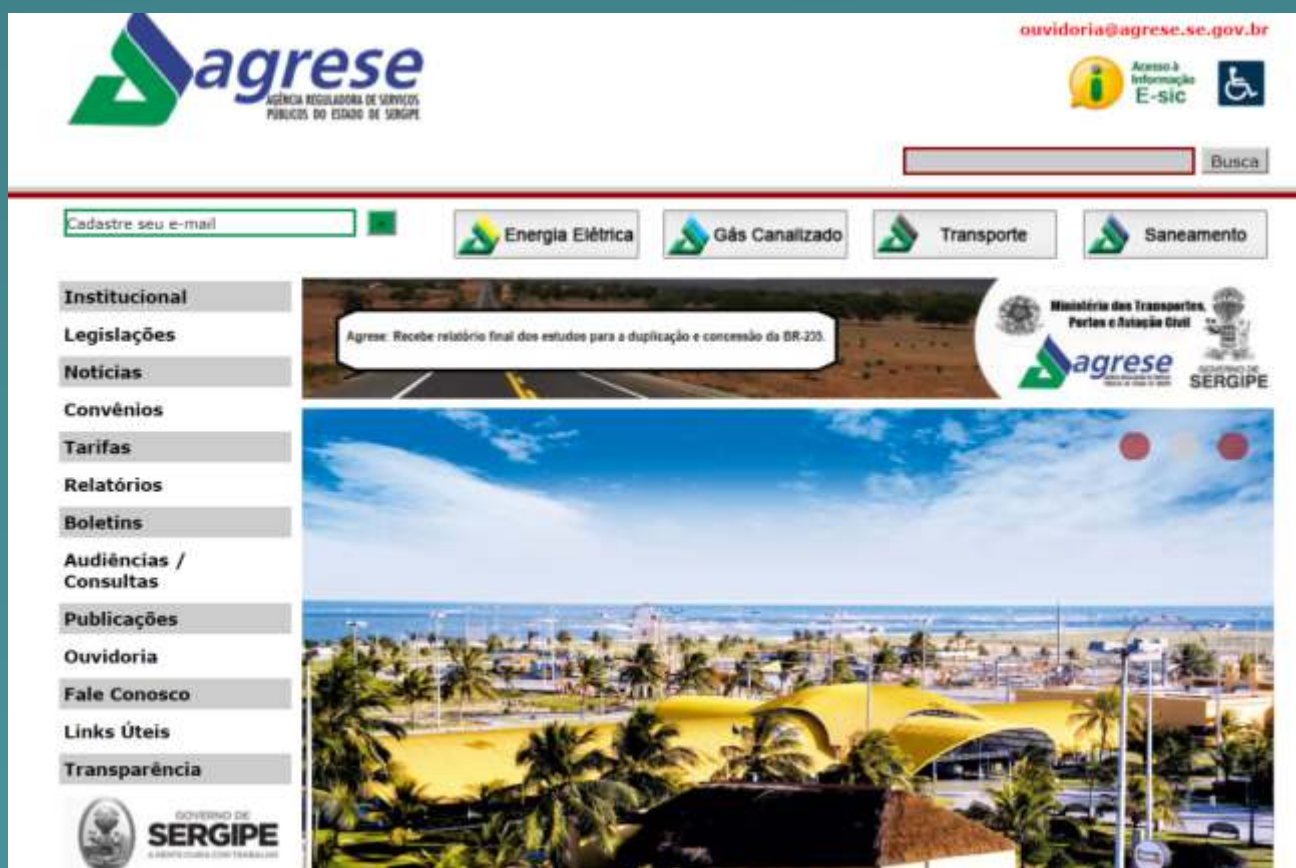 agrese
AGÊNCIA REGULADORA DE SERVIÇOS
PÚBLICOS DO ESTADO DE SERGIPE
ouvidoria@agrese.se.gov.br
Acesso à
Informação
E-sic
Busca
Cadastre seu e-mail
Energia Elétrica
Gás Canalizado
Transporte
Saneamento
Institucional
Legislações
Notícias
Convênios
Tarifas
Relatórios
Boletins
Audiências /
Consultas
Publicações
Ouvidoria
Fale Conosco
Links Úteis
Transparência
GOVERNO DE
SERGIPE
Agrese: Recebe relatório final dos estudos para a duplicação e concessão da BR-235.
Ministério dos Transportes,
Portos e Aviação Civil
agrese
GOVERNO DE
SERGIPE